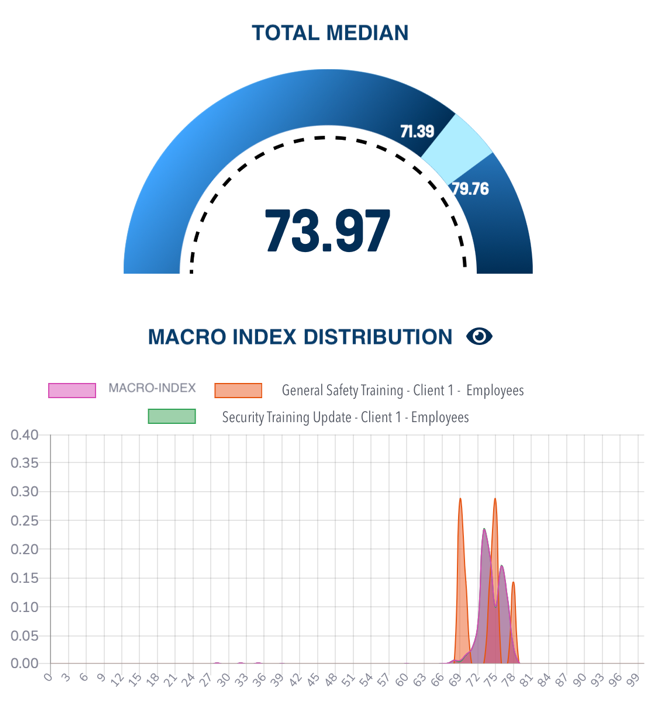 TOTAL MEDIAN
71.39
79.76
73.97
MACRO INDEX DISTRIBUTION
MACRO-INDEX
General Safety Training - Client 1 - Employees
Security Training Update - Client 1 - Employees
0.40
0.35
0.30
0.25
0.20
0.15
0.10
0.05
0.00
0 3 6 9 12 15 18 21 24 27 30 33 36 39 42 45 48 51 54 57 60 63 66 69 72 75 78 81 84 87 90 93 96 99